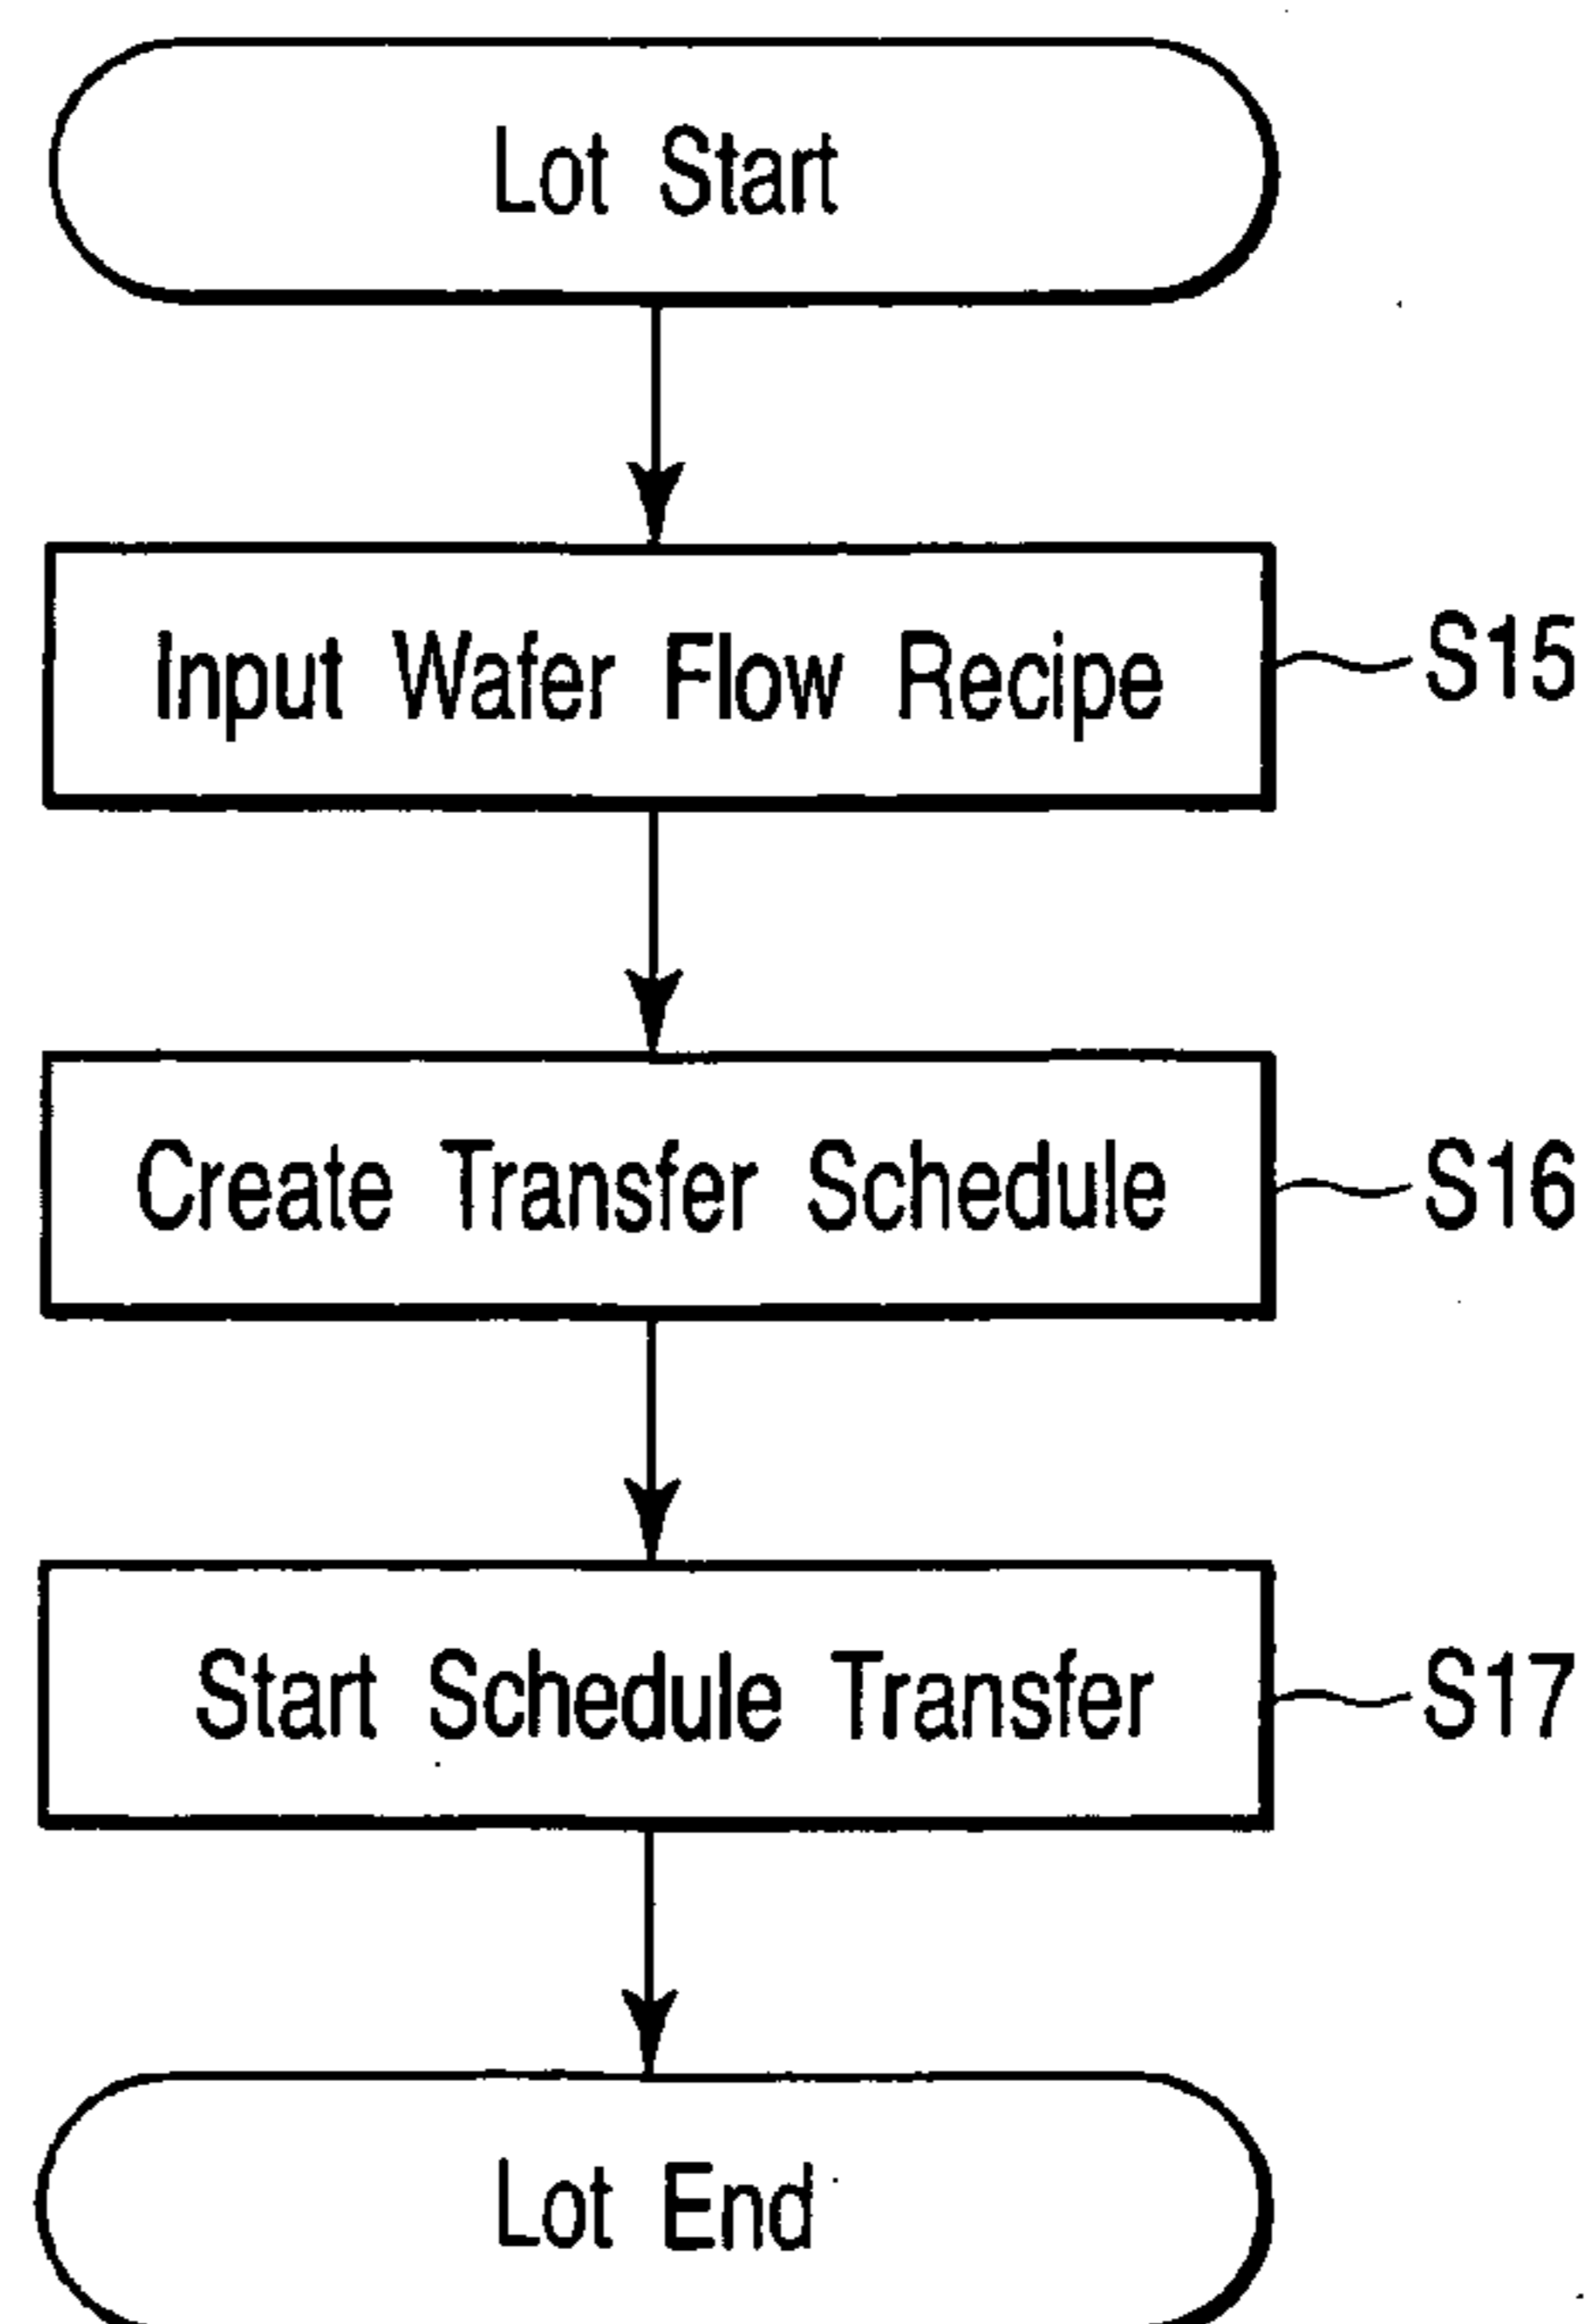 Lot Start
Input Wafer Flow Recipe
S15
Create Transfer Schedule
S16
Start Schedule Transfer
S17
Lot End